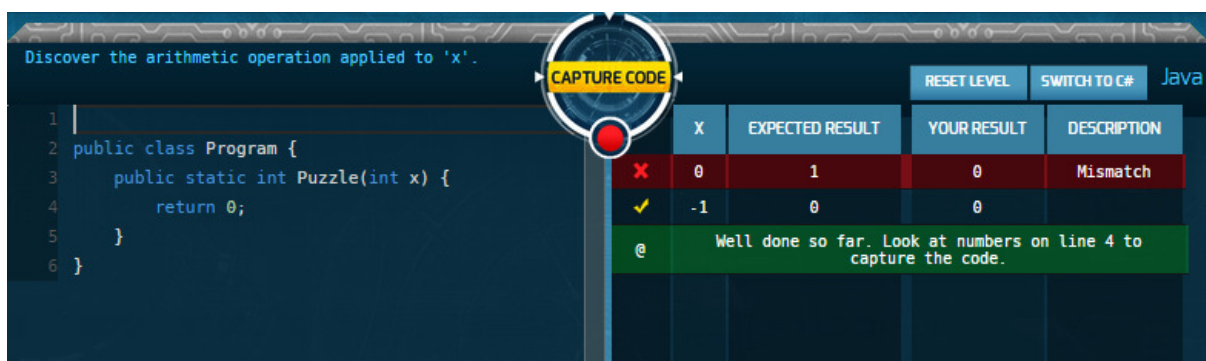 Discover the arithmetic operation applied to 'x'.
CAPTURE CODE
RESET LEVEL SWITCH TO C# Java
1
2 public class Program {
3 public static int Puzzle(int x) {
4 return 0;
5 }
6 }
X EXPECTED RESULT YOUR RESULT DESCRIPTION
0 1 0 Mismatch
-1 0 0
@ Well done so far. Look at numbers on line 4 to
capture the code.